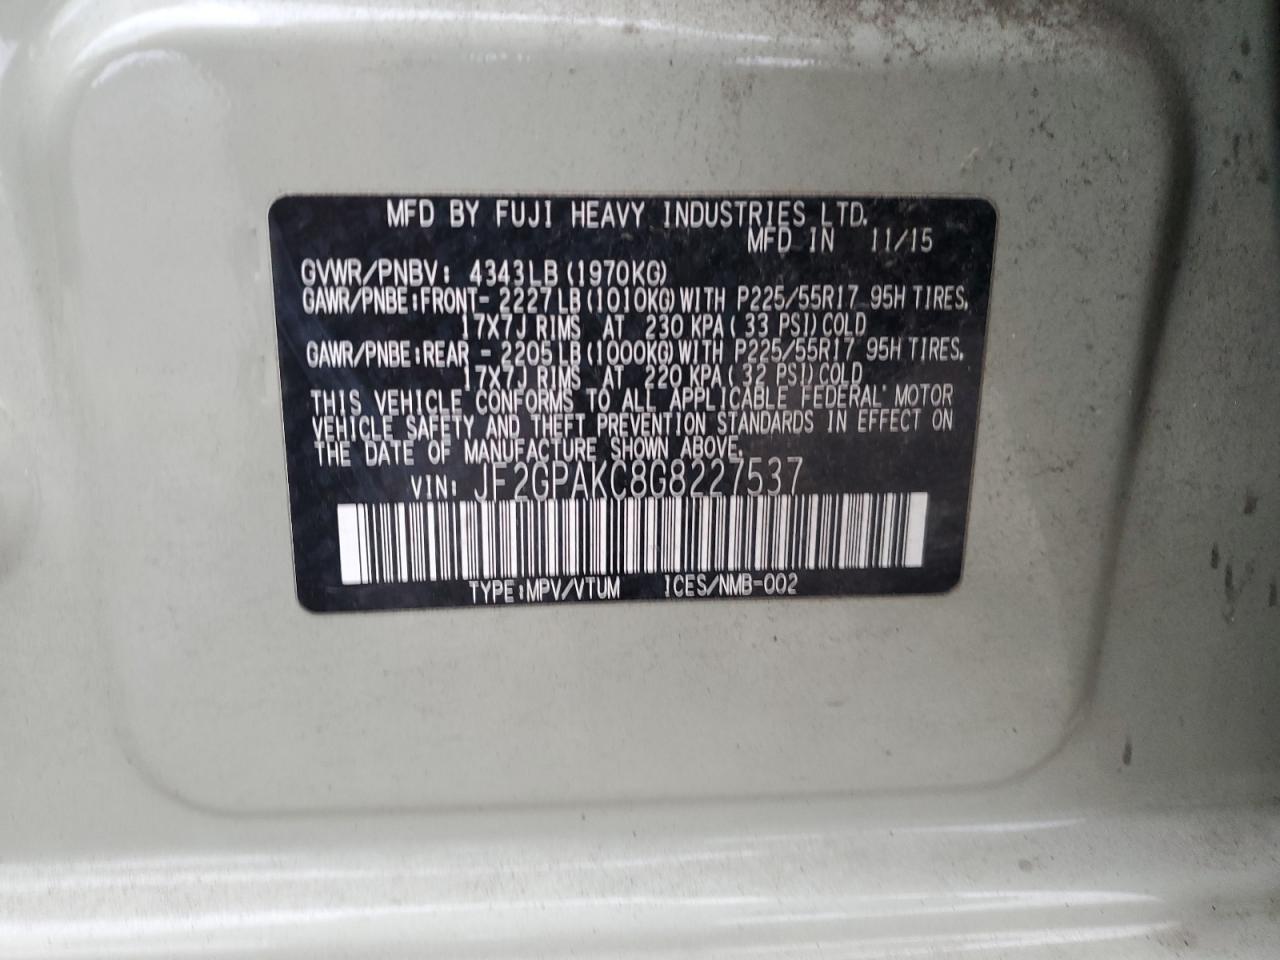 MFD BY FUJI HEAVY INDUSTRIES LTD.
MFD IN 11/15
GVWR/PNBV: 4343LB (1970KG)
GAWR/PNBE:FRONT- 2227LB(1010KG)WITH P225/55R17 95H TIRES,
17X7J RIMS AT 230 KPA( 33 PSI)COLD
GAWR/PNBE:REAR - 2205LB(1000KG)WITH P225/55R17 95H TIRES,
17X7J RIMS AT 220 KPA( 32 PSI)COLD
THIS VEHICLE CONFORMS TO ALL APPLICABLE FEDERAL MOTOR
VEHICLE SAFETY AND THEFT PREVENTION STANDARDS IN EFFECT ON
THE DATE OF MANUFACTURE SHOWN ABOVE.
VIN: JF2GPAKC8G8227537
TYPE:MPV/VTUM ICES/NMB-002